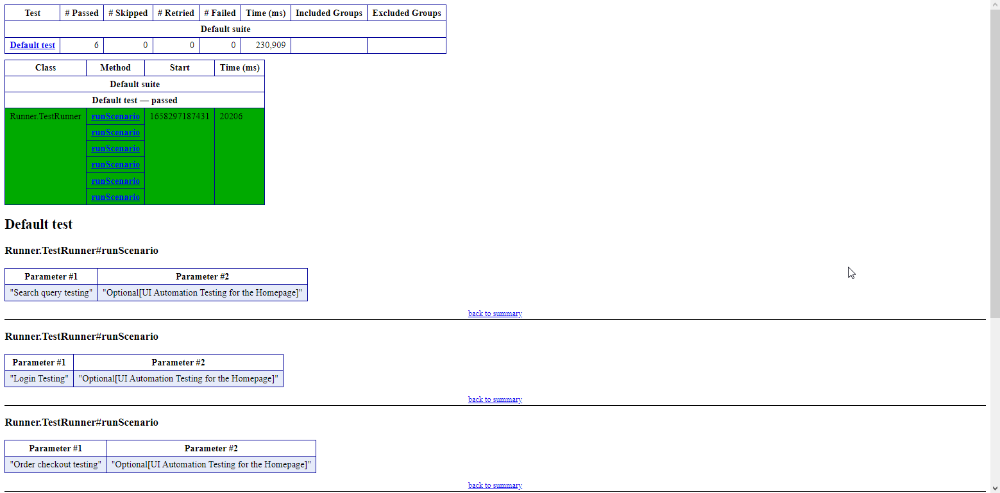 Test # Passed # Skipped # Retried # Failed Time (ms) Included Groups Excluded Groups
Default suite
Default test 6 0 0 0 230,909
Class Method Start Time (ms)
Default suite
Default test — passed
Runner.TestRunner runScenario 1658297187431 20206
runScenario
runScenario
runScenario
runScenario
runScenario
Default test
Runner.TestRunner#runScenario
Parameter #1 Parameter #2
"Search query testing" "Optional[UI Automation Testing for the Homepage]"
back to summary
Runner.TestRunner#runScenario
Parameter #1 Parameter #2
"Login Testing" "Optional[UI Automation Testing for the Homepage]"
back to summary
Runner.TestRunner#runScenario
Parameter #1 Parameter #2
"Order checkout testing" "Optional[UI Automation Testing for the Homepage]"
back to summary